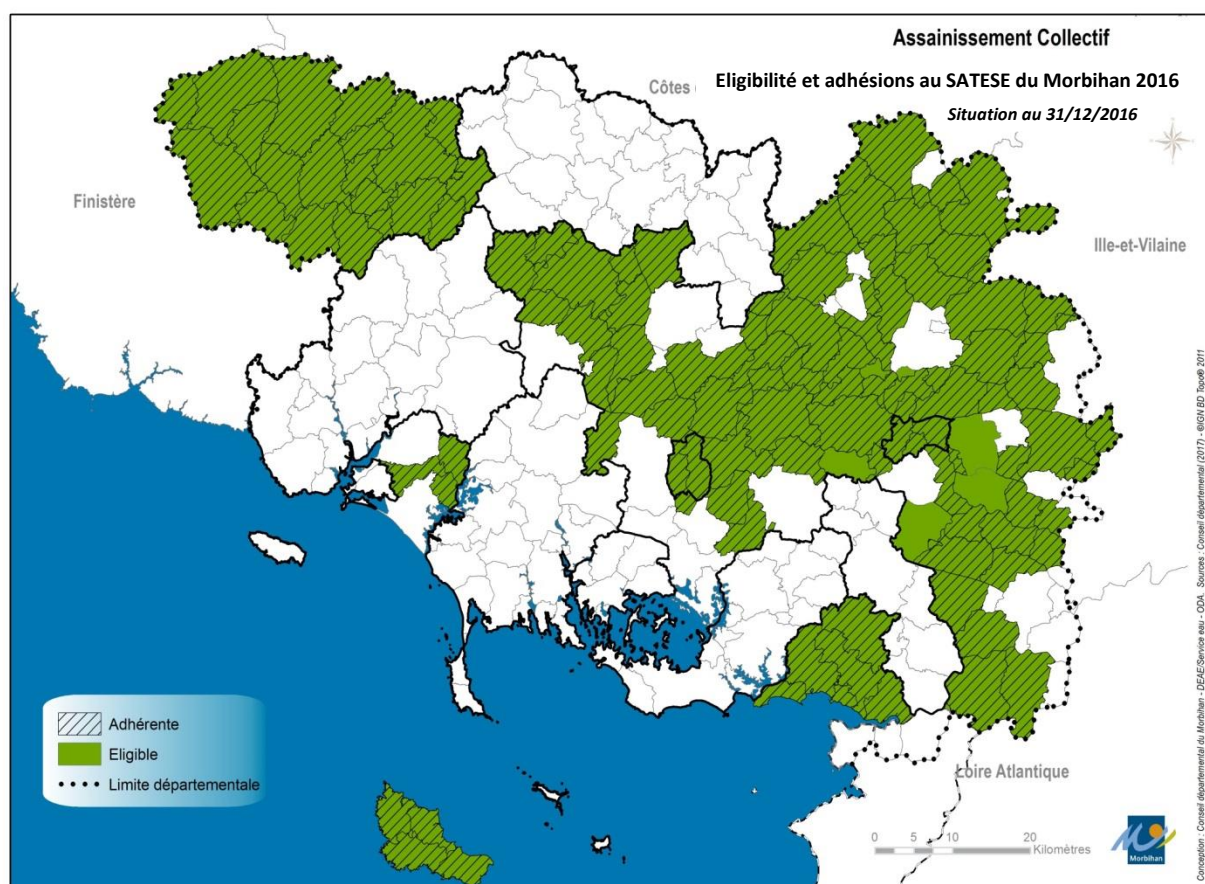 Assainissement Collectif
Eligibilité et adhésions au SATESE du Morbihan 2016
Situation au 31/12/2016
Côtes
Finistère
Ille-et-Vilaine
Loire Atlantique
Adhérente
Eligible
Limite départementale
0 5 10 20
Kilomètres
Morbihan
Conception : Conseil départemental du Morbihan - DEAE/Service eau - ODA. Sources : Conseil départemental (2017) - ©IGN BD Topo® 2011